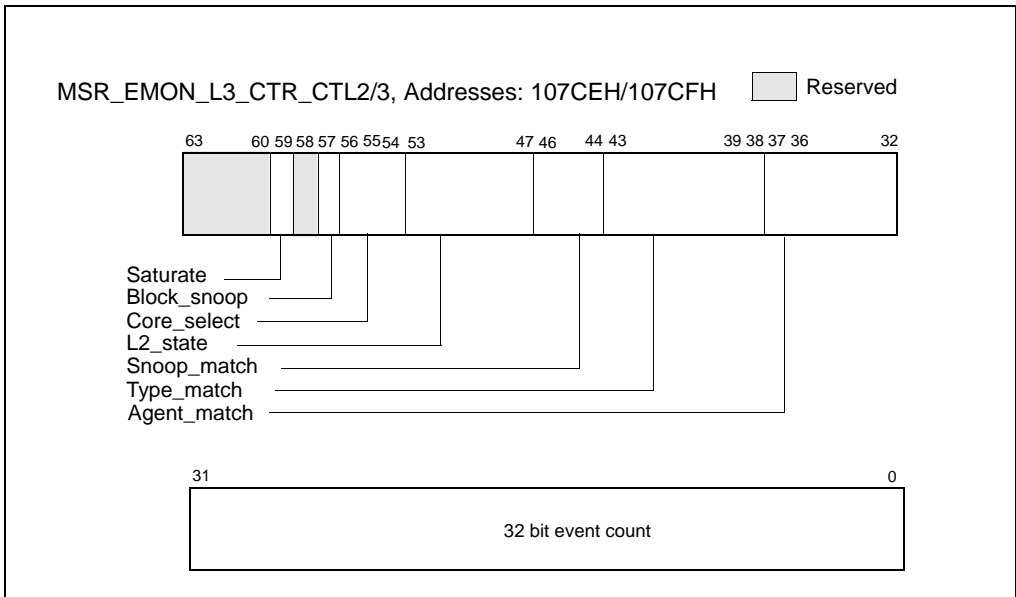 MSR_EMON_L3_CTR_CTL2/3, Addresses: 107CEH/107CFH Reserved
63 60 59 58 57 56 55 54 53 47 46 44 43 39 38 37 36 32
Saturate
Block_snoop
Core_select
L2_state
Snoop_match
Type_match
Agent_match
31 0
32 bit event count